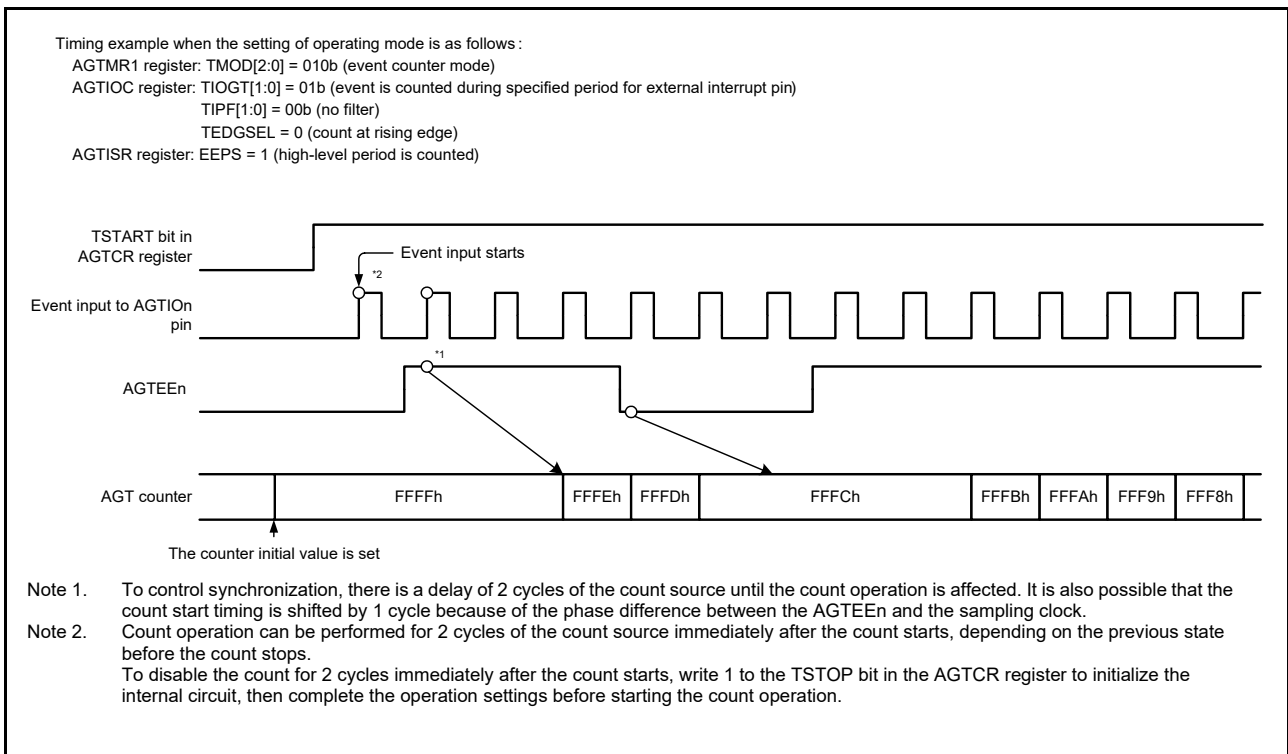 Timing example when the setting of operating mode is as follows :
AGTMR1 register: TMOD[2:0] = 010b (event counter mode)
AGTIOC register: TIOGT[1:0] = 01b (event is counted during specified period for external interrupt pin)
TIPF[1:0] = 00b (no filter)
TEDGSEL = 0 (count at rising edge)
AGTISR register: EEPS = 1 (high-level period is counted)
TSTART bit in
AGTCR register
Event input starts
*2
Event input to AGTIOn
pin
*1
AGTEEn
AGT counter
FFFFh
FFFEh
FFFDh
FFFCh
FFFBh
FFFAh
FFF9h
FFF8h
The counter initial value is set
Note 1. To control synchronization, there is a delay of 2 cycles of the count source until the count operation is affected. It is also possible that the
count start timing is shifted by 1 cycle because of the phase difference between the AGTEEn and the sampling clock.
Note 2. Count operation can be performed for 2 cycles of the count source immediately after the count starts, depending on the previous state
before the count stops.
To disable the count for 2 cycles immediately after the count starts, write 1 to the TSTOP bit in the AGTCR register to initialize the
internal circuit, then complete the operation settings before starting the count operation.